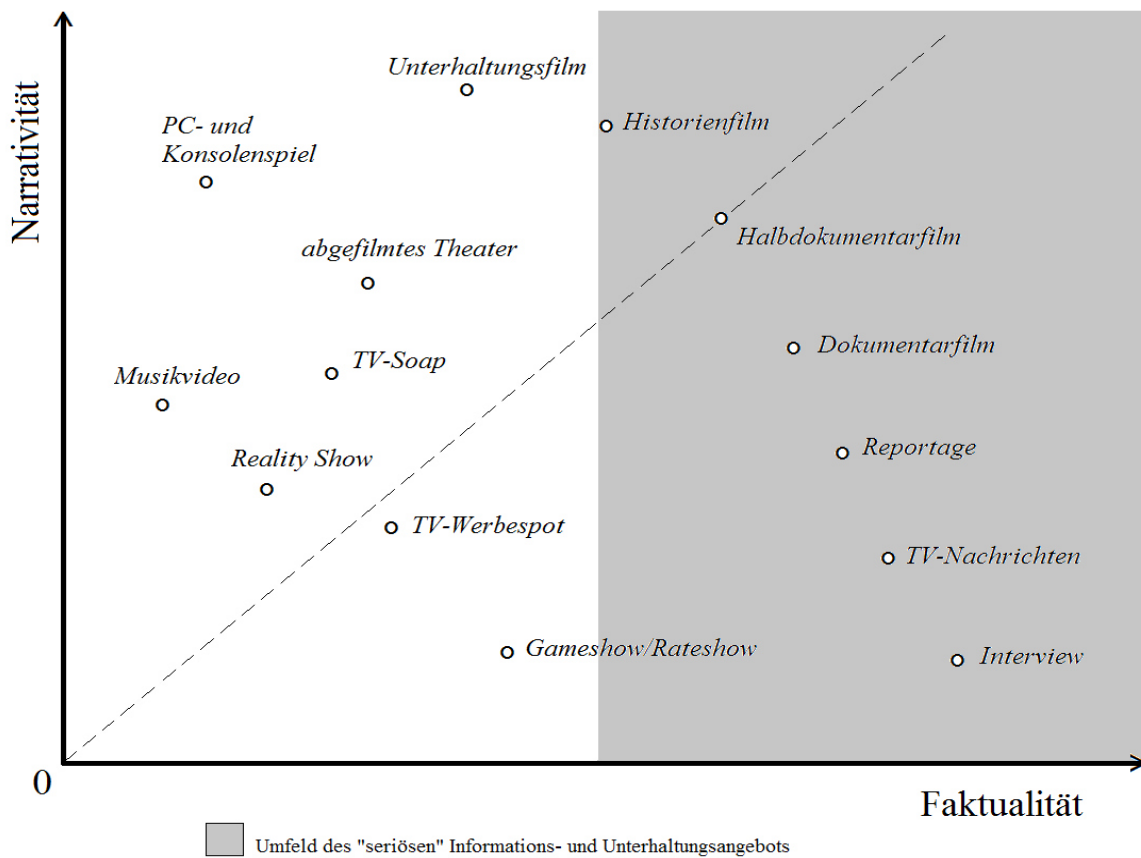 Narrativität
Unterhaltungsfilm
PC- und
Konsolenspiel
Historienfilm
Halbdokumentarfilm
abgefilmtes Theater
Dokumentarfilm
TV-Soap
Musikvideo
Reportage
Reality Show
TV-Werbespot
TV-Nachrichten
Gameshow/Rateshow
Interview
0
Faktualität
Umfeld des "seriösen" Informations- und Unterhaltungsangebots